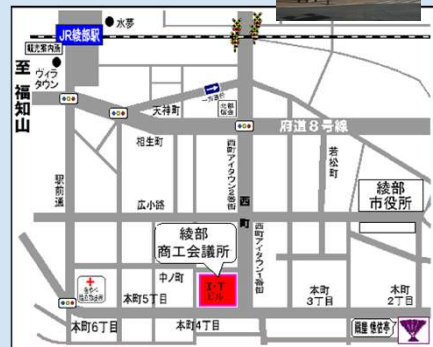 水夢
JR綾部駅
観光案内所
ヴィラ
タウン
至 福知山
天神町
一方通行
府道8号線
相生町
西町アイタウン2番街
若松町
駅前通
広小路
西町
綾部
市役所
綾部
商工会議所
西町アイタウン1番街
中ノ町
I・T
ビル
本町5丁目
本町
3丁目
本町
2丁目
本町6丁目
本町4丁目